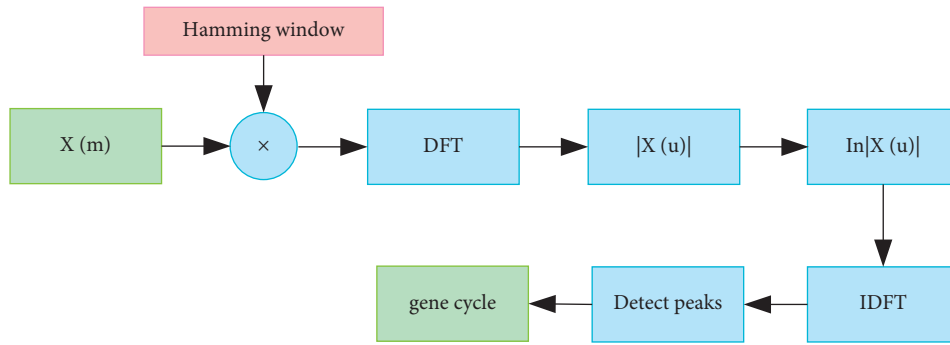 Hamming window
X (m)
×
DFT
|X (u)|
In|X (u)|
gene cycle
Detect peaks
IDFT